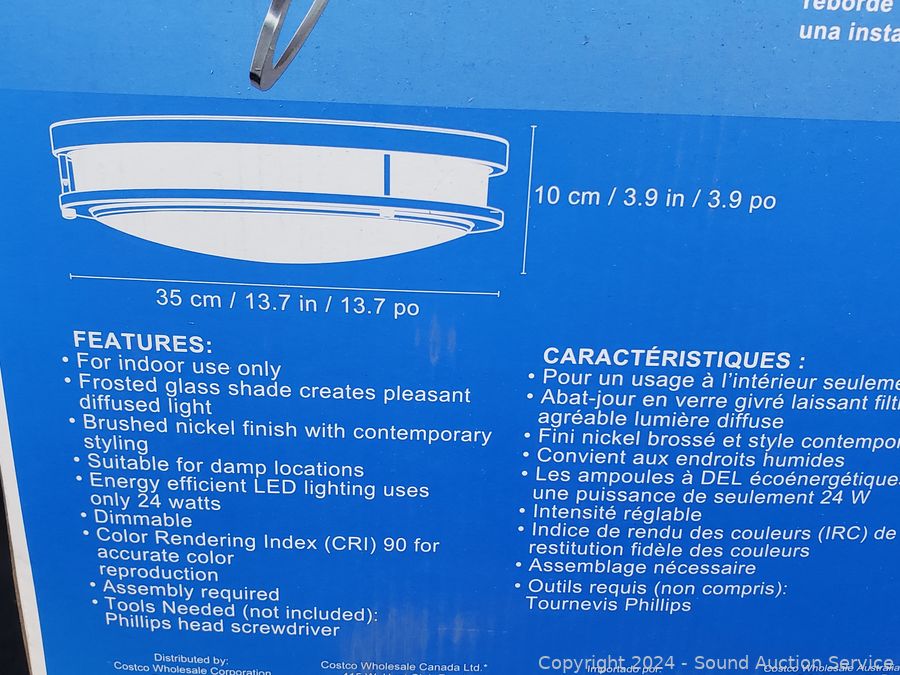 reborde
una insta
10 cm / 3.9 in / 3.9 po
35 cm / 13.7 in / 13.7 po
FEATURES:
• For indoor use only
• Frosted glass shade creates pleasant
diffused light
• Brushed nickel finish with contemporary
styling
• Suitable for damp locations
• Energy efficient LED lighting uses
only 24 watts
• Dimmable
• Color Rendering Index (CRI) 90 for
accurate color
reproduction
• Assembly required
• Tools Needed (not included):
Phillips head screwdriver
CARACTÉRISTIQUES :
• Pour un usage à l'intérieur seuleme
• Abat-jour en verre givré laissant filt
agréable lumière diffuse
• Fini nickel brossé et style contempor
• Convient aux endroits humides
• Les ampoules à DEL écoénergétique
une puissance de seulement 24 W
• Intensité réglable
• Indice de rendu des couleurs (IRC) de
restitution fidèle des couleurs
• Assemblage nécessaire
• Outils requis (non compris):
Tournevis Phillips
Distributed by:
Costco Wholesale Corporation
Costco Wholesale Canada Ltd.*
Importado por:
Costco Wholesale Australia
Copyright 2024 - Sound Auction Service